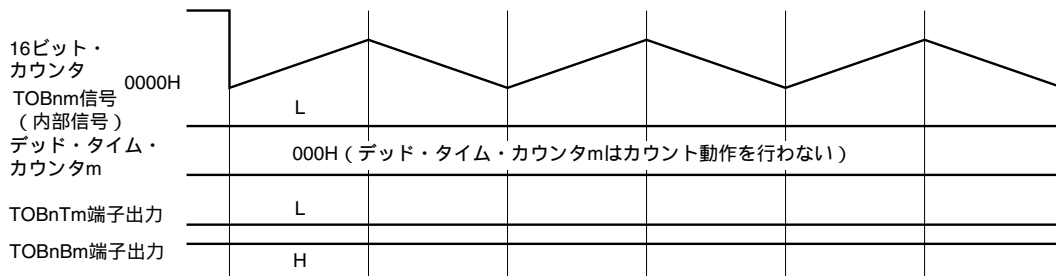 16ビット・
カウンタ
0000H
TOBnm信号
（内部信号）
L
デッド・タイム・
カウンタm
000H（デッド・タイム・カウンタmはカウント動作を行わない）
TOBnTm端子出力
L
TOBnBm端子出力
H